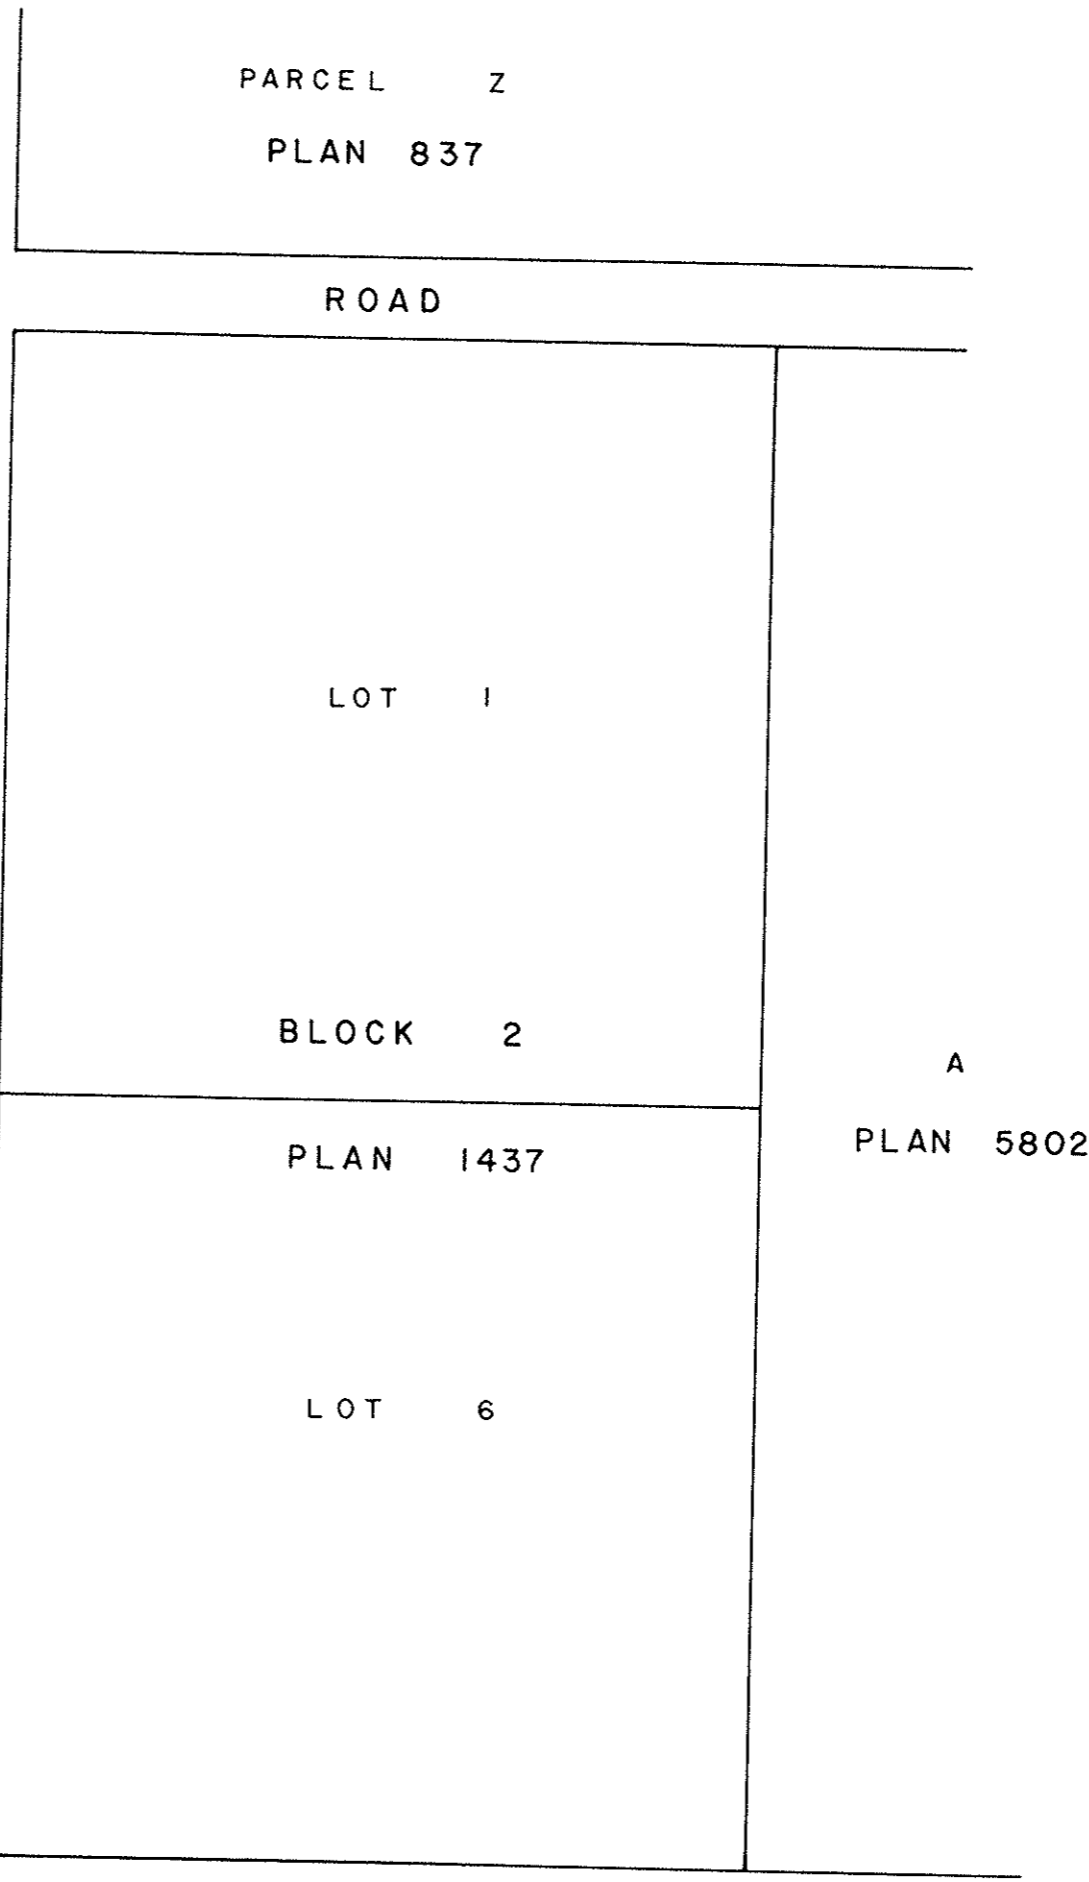 PARCEL Z
PLAN 837
ROAD
LOT 1
BLOCK 2
PLAN 1437
LOT 6
A
PLAN 5802